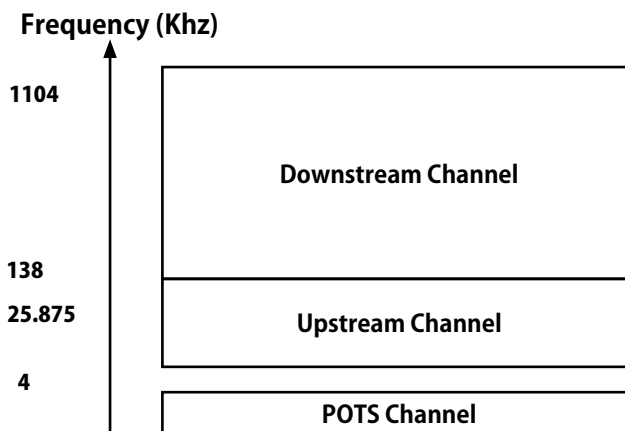 Frequency (Khz)
1104
Downstream Channel
138
25.875
Upstream Channel
4
POTS Channel